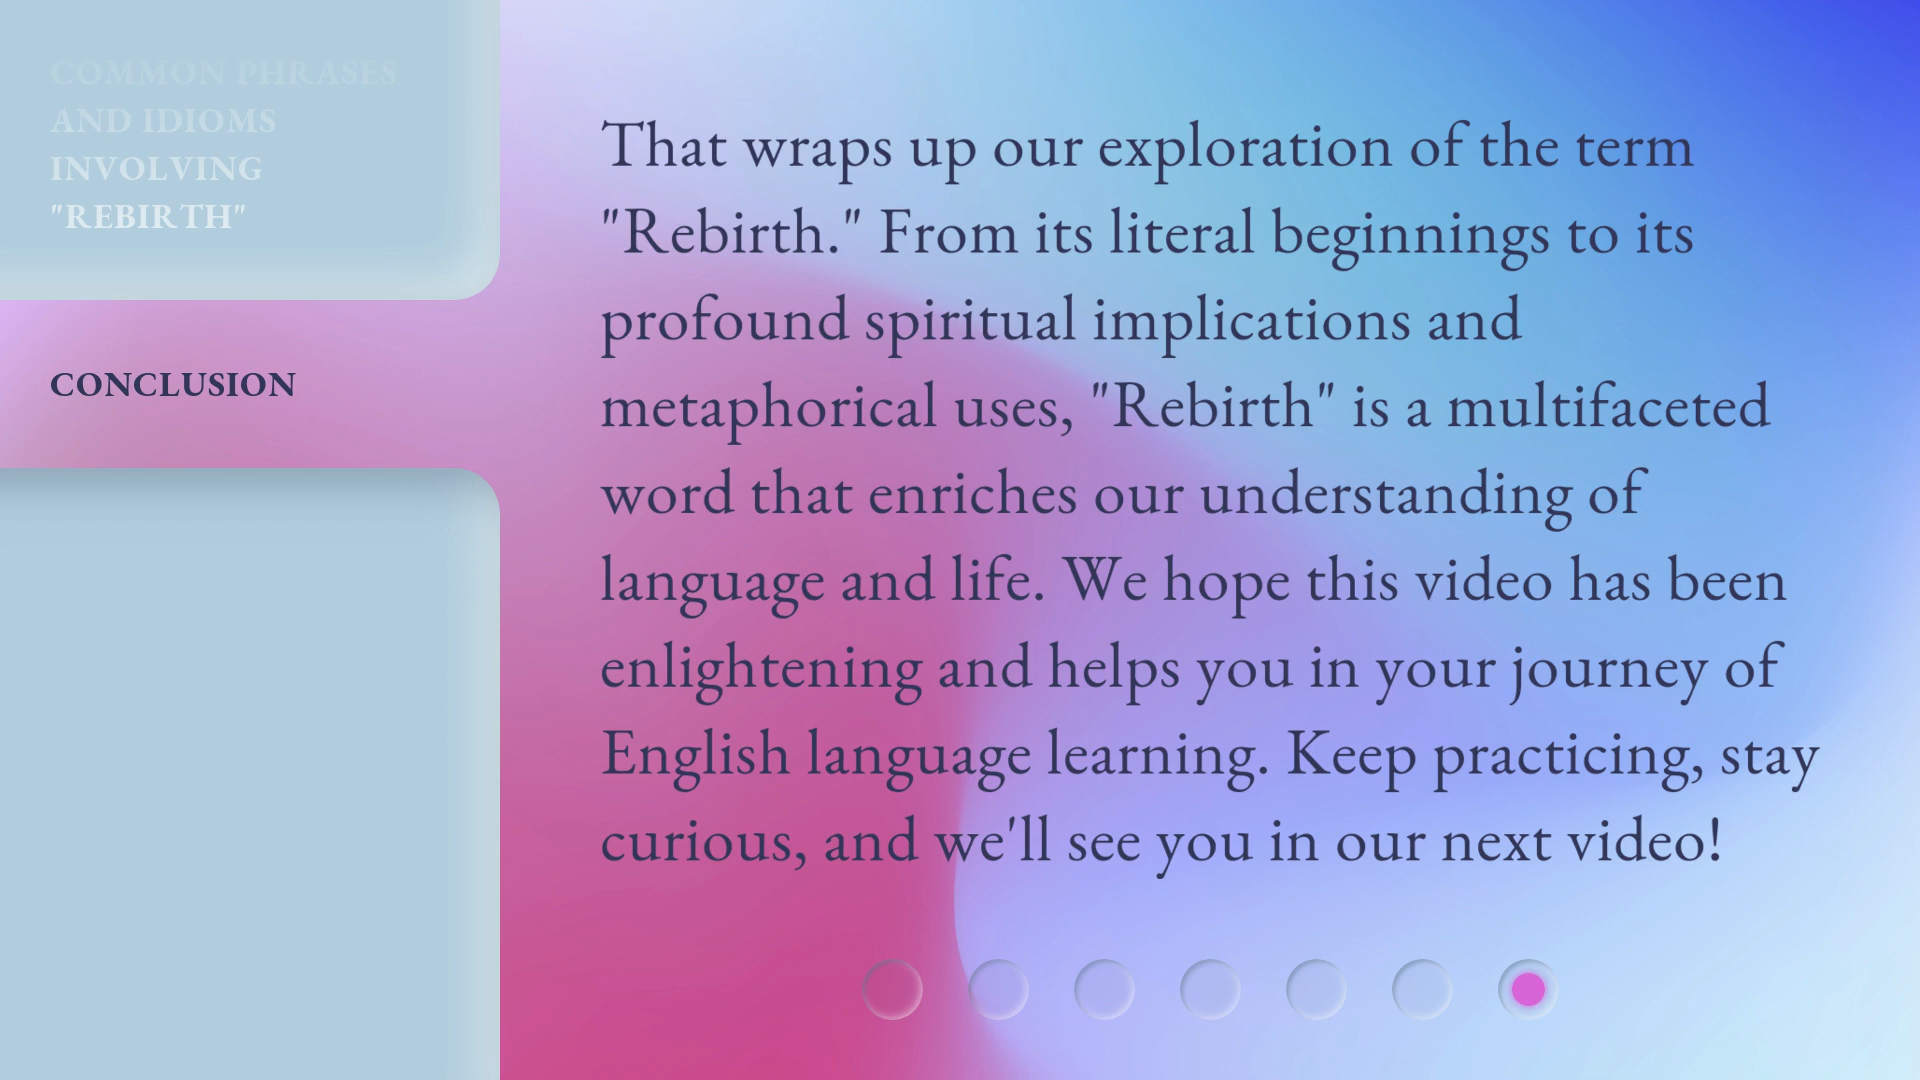 COMMON PHRASES
AND IDIOMS
INVOLVING
"REBIRTH"
CONCLUSION
That wraps up our exploration of the term
"Rebirth." From its literal beginnings to its
profound spiritual implications and
metaphorical uses, "Rebirth" is a multifaceted
word that enriches our understanding of
language and life. We hope this video has been
enlightening and helps you in your journey of
English language learning. Keep practicing, stay
curious, and we'll see you in our next video!